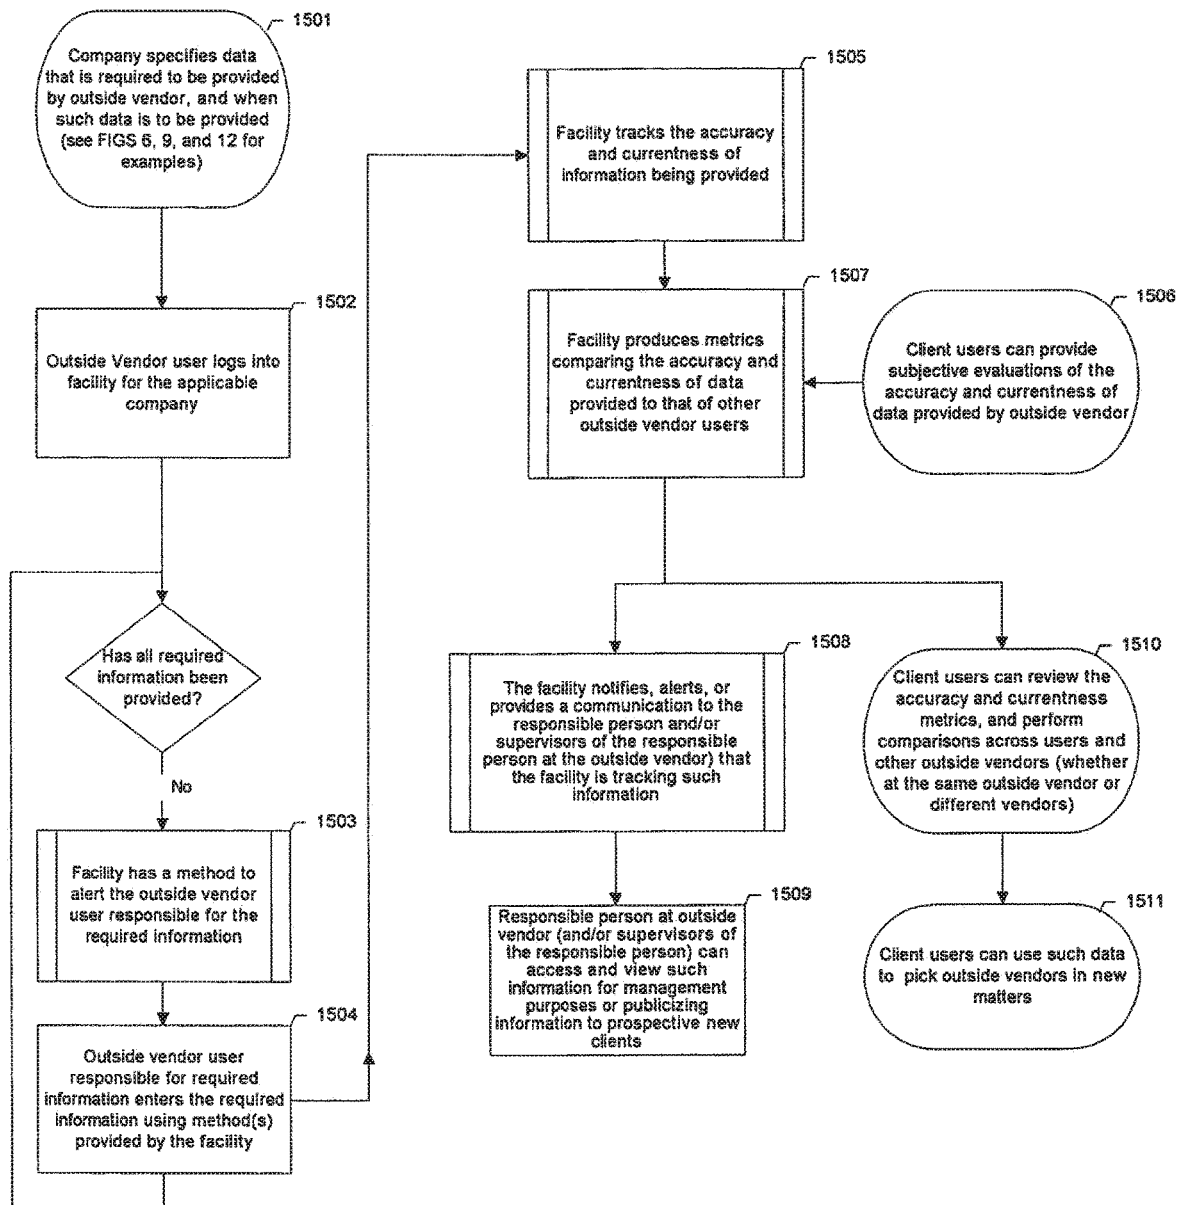 1501
Company specifies data
that is required to be provided
by outside vendor, and when
such data is to be provided
(see FIGS 6, 9, and 12 for
examples)
1502
Outside Vendor user logs into
facility for the applicable
company
Has all required
information been
provided?
No
1503
Facility has a method to
alert the outside vendor
user responsible for the
required information
1504
Outside vendor user
responsible for required
information enters the required
information using method(s)
provided by the facility
1505
Facility tracks the accuracy
and currentness of
information being provided
1507
Facility produces metrics
comparing the accuracy and
currentness of data
provided to that of other
outside vendor users
1506
Client users can provide
subjective evaluations of the
accuracy and currentness of
data provided by outside vendor
1508
The facility notifies, alerts, or
provides a communication to the
responsible person and/or
supervisors of the responsible
person at the outside vendor) that
the facility is tracking such
information
1509
Responsible person at outside
vendor (and/or supervisors of
the responsible person) can
access and view such
information for management
purposes or publicizing
information to prospective new
clients
1510
Client users can review the
accuracy and currentness
metrics, and perform
comparisons across users and
other outside vendors (whether
at the same outside vendor or
different vendors)
1511
Client users can use such data
to pick outside vendors in new
matters